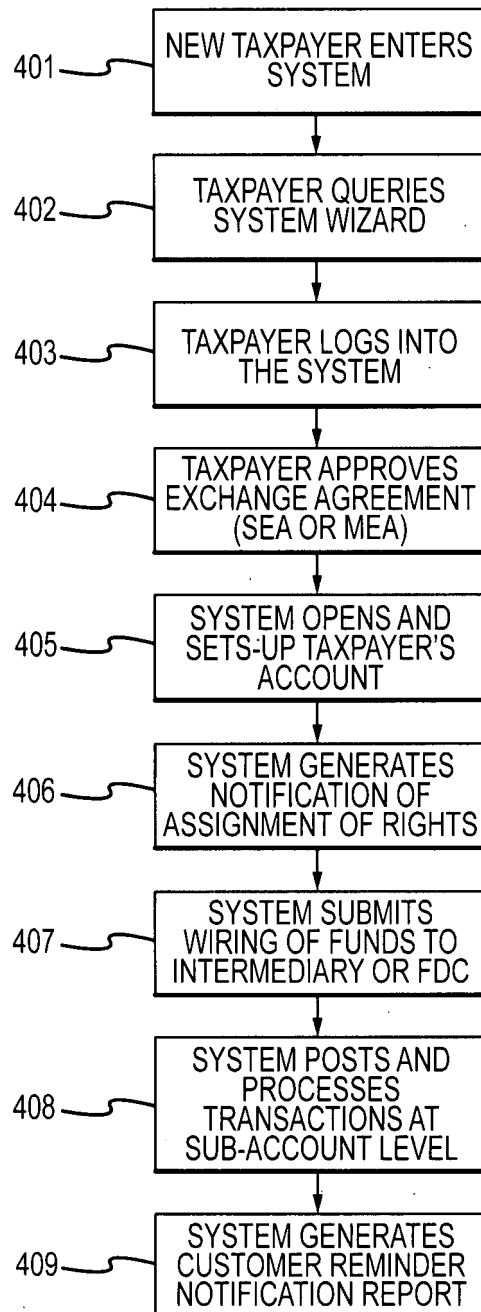 401
NEW TAXPAYER ENTERS
SYSTEM
402
TAXPAYER QUERIES
SYSTEM WIZARD
403
TAXPAYER LOGS INTO
THE SYSTEM
404
TAXPAYER APPROVES
EXCHANGE AGREEMENT
(SEA OR MEA)
405
SYSTEM OPENS AND
SETS-UP TAXPAYER'S
ACCOUNT
406
SYSTEM GENERATES
NOTIFICATION OF
ASSIGNMENT OF RIGHTS
407
SYSTEM SUBMITS
WIRING OF FUNDS TO
INTERMEDIARY OR FDC
408
SYSTEM POSTS AND
PROCESSES
TRANSACTIONS AT
SUB-ACCOUNT LEVEL
409
SYSTEM GENERATES
CUSTOMER REMINDER
NOTIFICATION REPORT